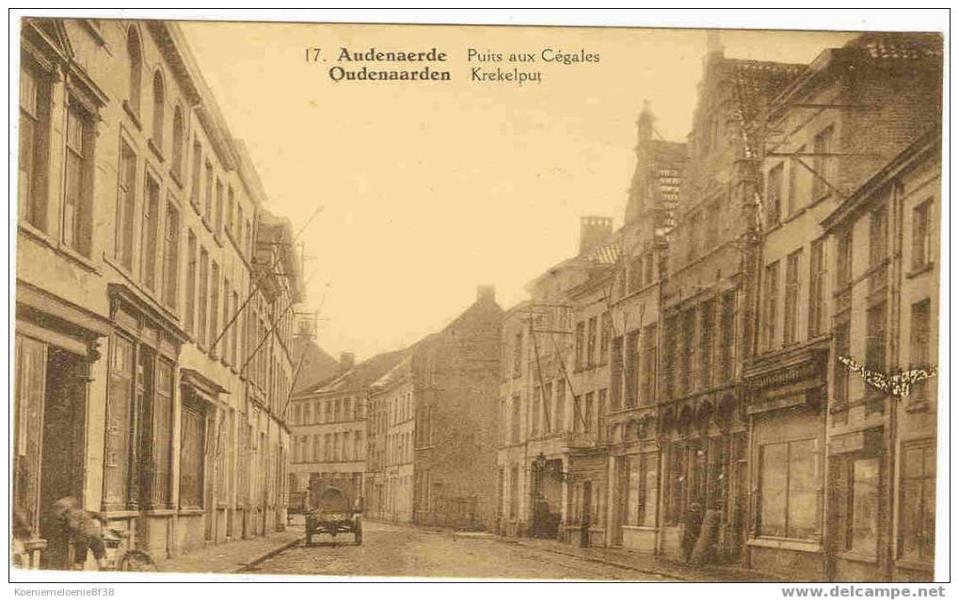 17. Audenaerde Puits aux Cégales
Oudenaarden Krekelput
Koeniemeloenie8f38
www.delcampe.net